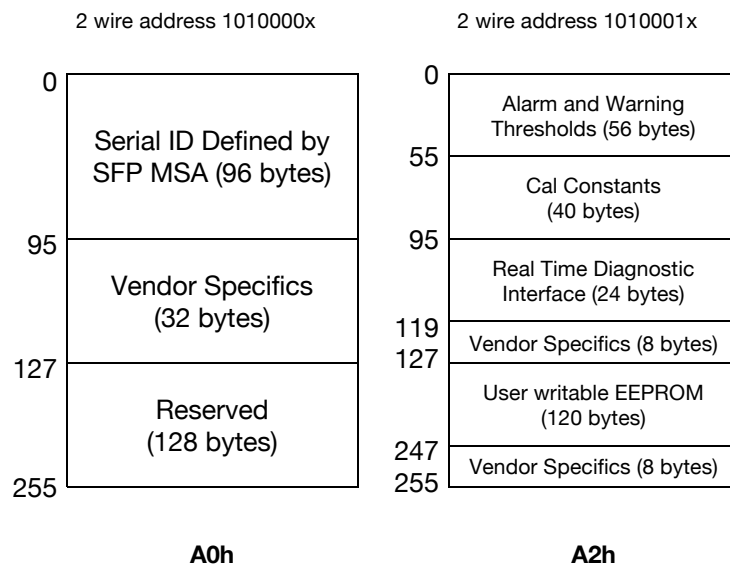 2 wire address 1010000x
0
Serial ID Defined by
SFP MSA (96 bytes)
95
Vendor Specifics
(32 bytes)
127
Reserved
(128 bytes)
255
A0h
2 wire address 1010001x
0
Alarm and Warning
Thresholds (56 bytes)
55
Cal Constants
(40 bytes)
95
Real Time Diagnostic
Interface (24 bytes)
119
Vendor Specifics (8 bytes)
127
User writable EEPROM
(120 bytes)
247
Vendor Specifics (8 bytes)
255
A2h